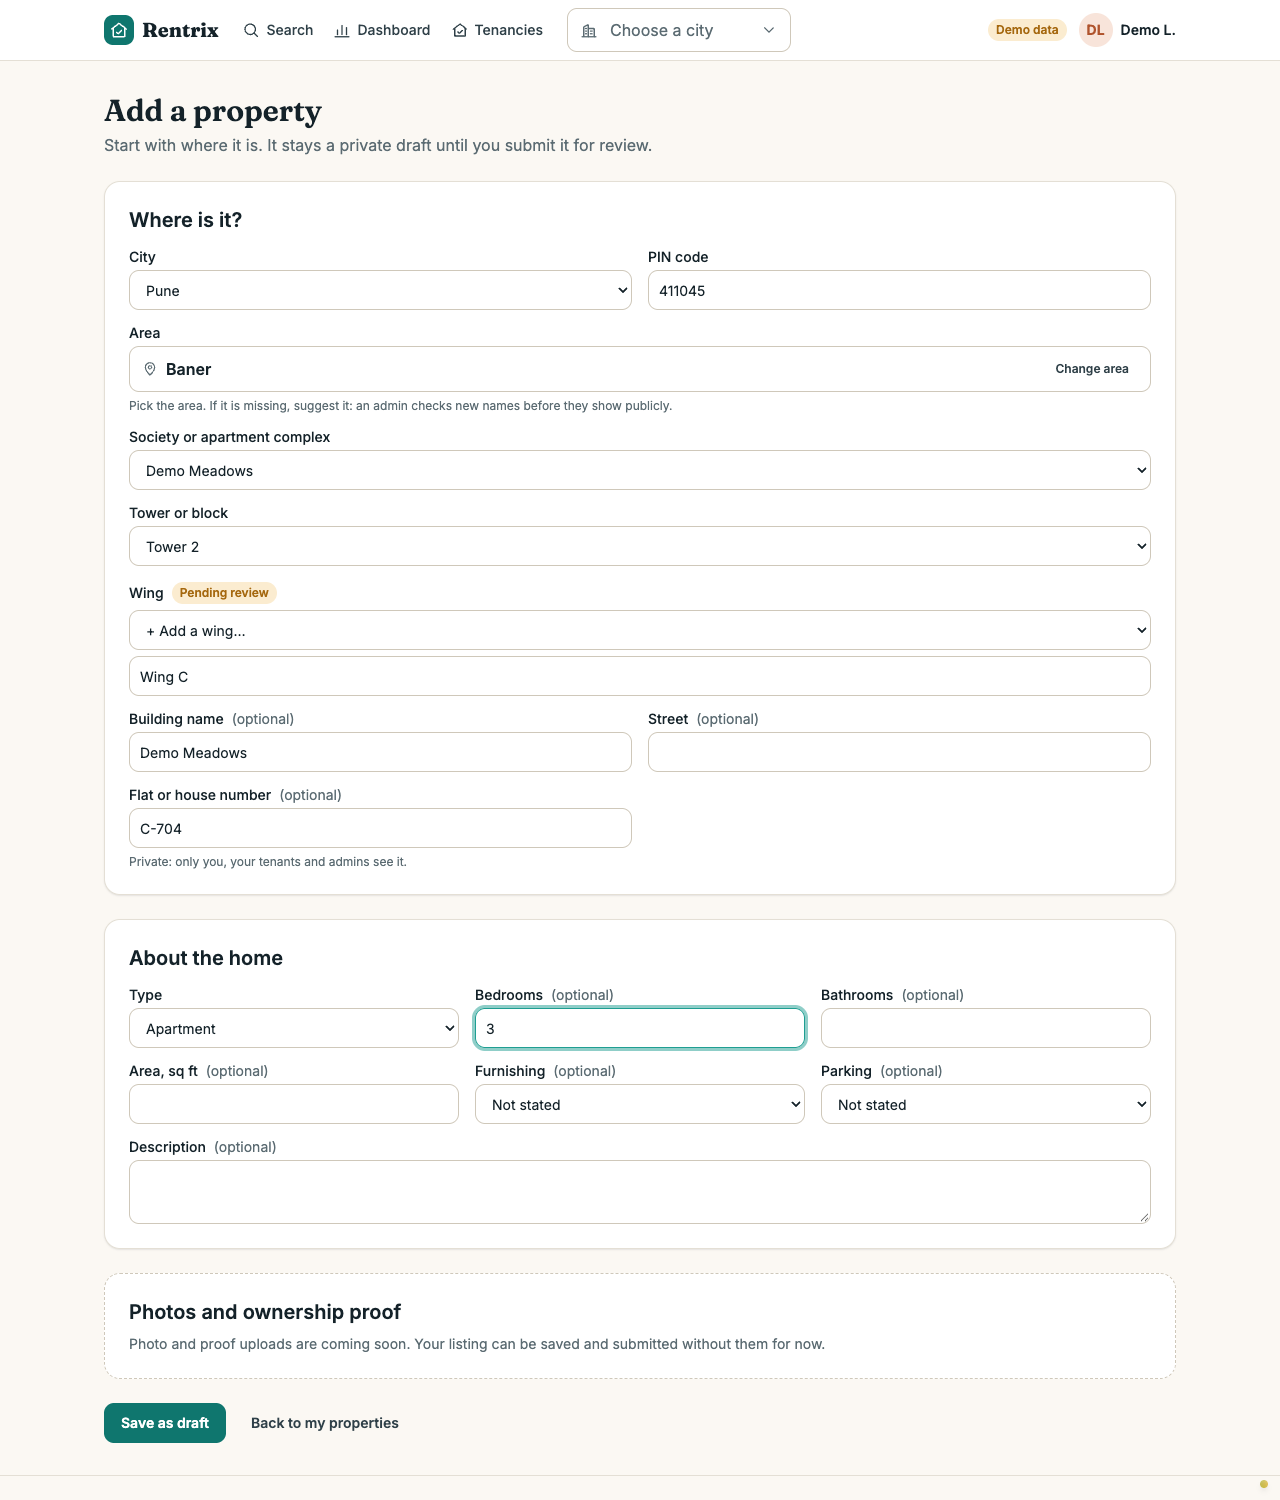 Rentrix Search Dashboard Tenancies Choose a city Demo data DL Demo L.
Add a property
Start with where it is. It stays a private draft until you submit it for review.
Where is it?
City PIN code
Pune 411045
Area
Baner Change area
Pick the area. If it is missing, suggest it: an admin checks new names before they show publicly.
Society or apartment complex
Demo Meadows
Tower or block
Tower 2
Wing Pending review
+ Add a wing...
Wing C
Building name (optional) Street (optional)
Demo Meadows
Flat or house number (optional)
C-704
Private: only you, your tenants and admins see it.
About the home
Type Bedrooms (optional) Bathrooms (optional)
Apartment 3
Area, sq ft (optional) Furnishing (optional) Parking (optional)
Not stated Not stated
Description (optional)
Photos and ownership proof
Photo and proof uploads are coming soon. Your listing can be saved and submitted without them for now.
Save as draft Back to my properties